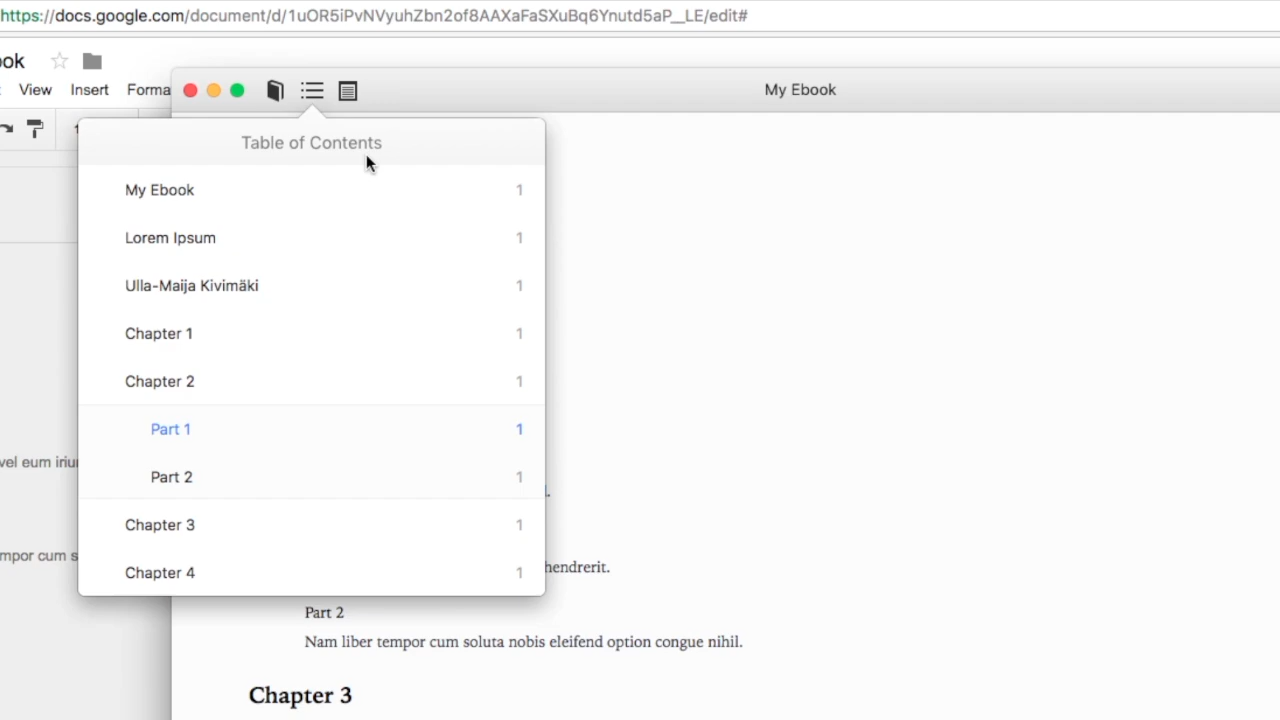 https://docs.google.com/document/d/1uOR5iPvNVyuhZbn2of8AAXaFaSXuBq6Ynutd5aP__LE/edit#
ook
View Insert Forma
My Ebook
Table of Contents
My Ebook 1
Lorem Ipsum 1
Ulla-Maija Kivimäki 1
Chapter 1 1
Chapter 2 1
Part 1 1
vel eum iriu
Part 2 1
Chapter 3 1
mpor cum s
hendrerit.
Chapter 4 1
Part 2
Nam liber tempor cum soluta nobis eleifend option congue nihil.
Chapter 3